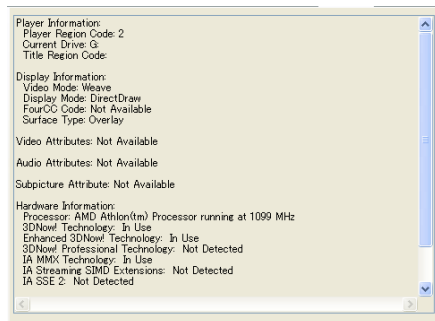 Player Information:
Player Region Code: 2
Current Drive: G:
Title Region Code:
Display Information:
Video Mode: Weave
Display Mode: DirectDraw
FourCC Code: Not Available
Surface Type: Overlay
Video Attributes: Not Available
Audio Attributes: Not Available
Subpicture Attribute: Not Available
Hardware Information:
Processor: AMD Athlon(tm) Processor running at 1099 MHz
3DNow! Technology: In Use
Enhanced 3DNow! Technology: In Use
3DNow! Professional Technology: Not Detected
IA MMX Technology: In Use
IA Streaming SIMD Extensions: Not Detected
IA SSE 2: Not Detected